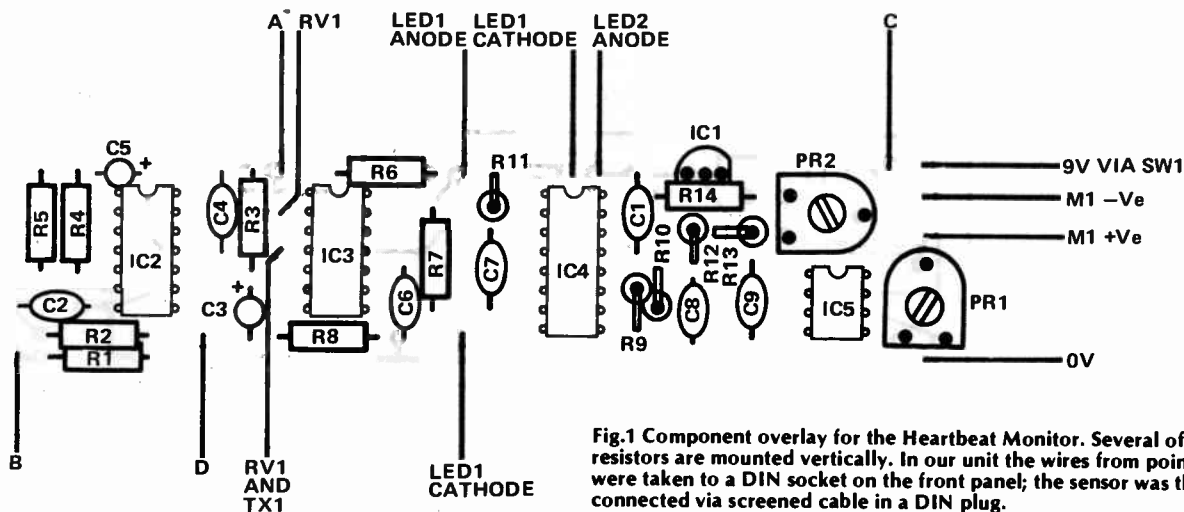 A RV1
LED1 ANODE
LED1 CATHODE
LED2 ANODE
C
C5
+
R5
R4
IC2
C4
R3
C3
+
C2
R2
R1
IC3
R6
R8
R7
C6
R11
C7
IC4
C1
IC1
R14
R10
R12
R13
R9
C8
C9
PR2
IC5
PR1
9V VIA SW1
M1 –Ve
M1 +Ve
0V
B
D
RV1
AND
TX1
LED1
CATHODE
Fig.1 Component overlay for the Heartbeat Monitor. Several of
resistors are mounted vertically. In our unit the wires from poin
were taken to a DIN socket on the front panel; the sensor was th
connected via screened cable in a DIN plug.